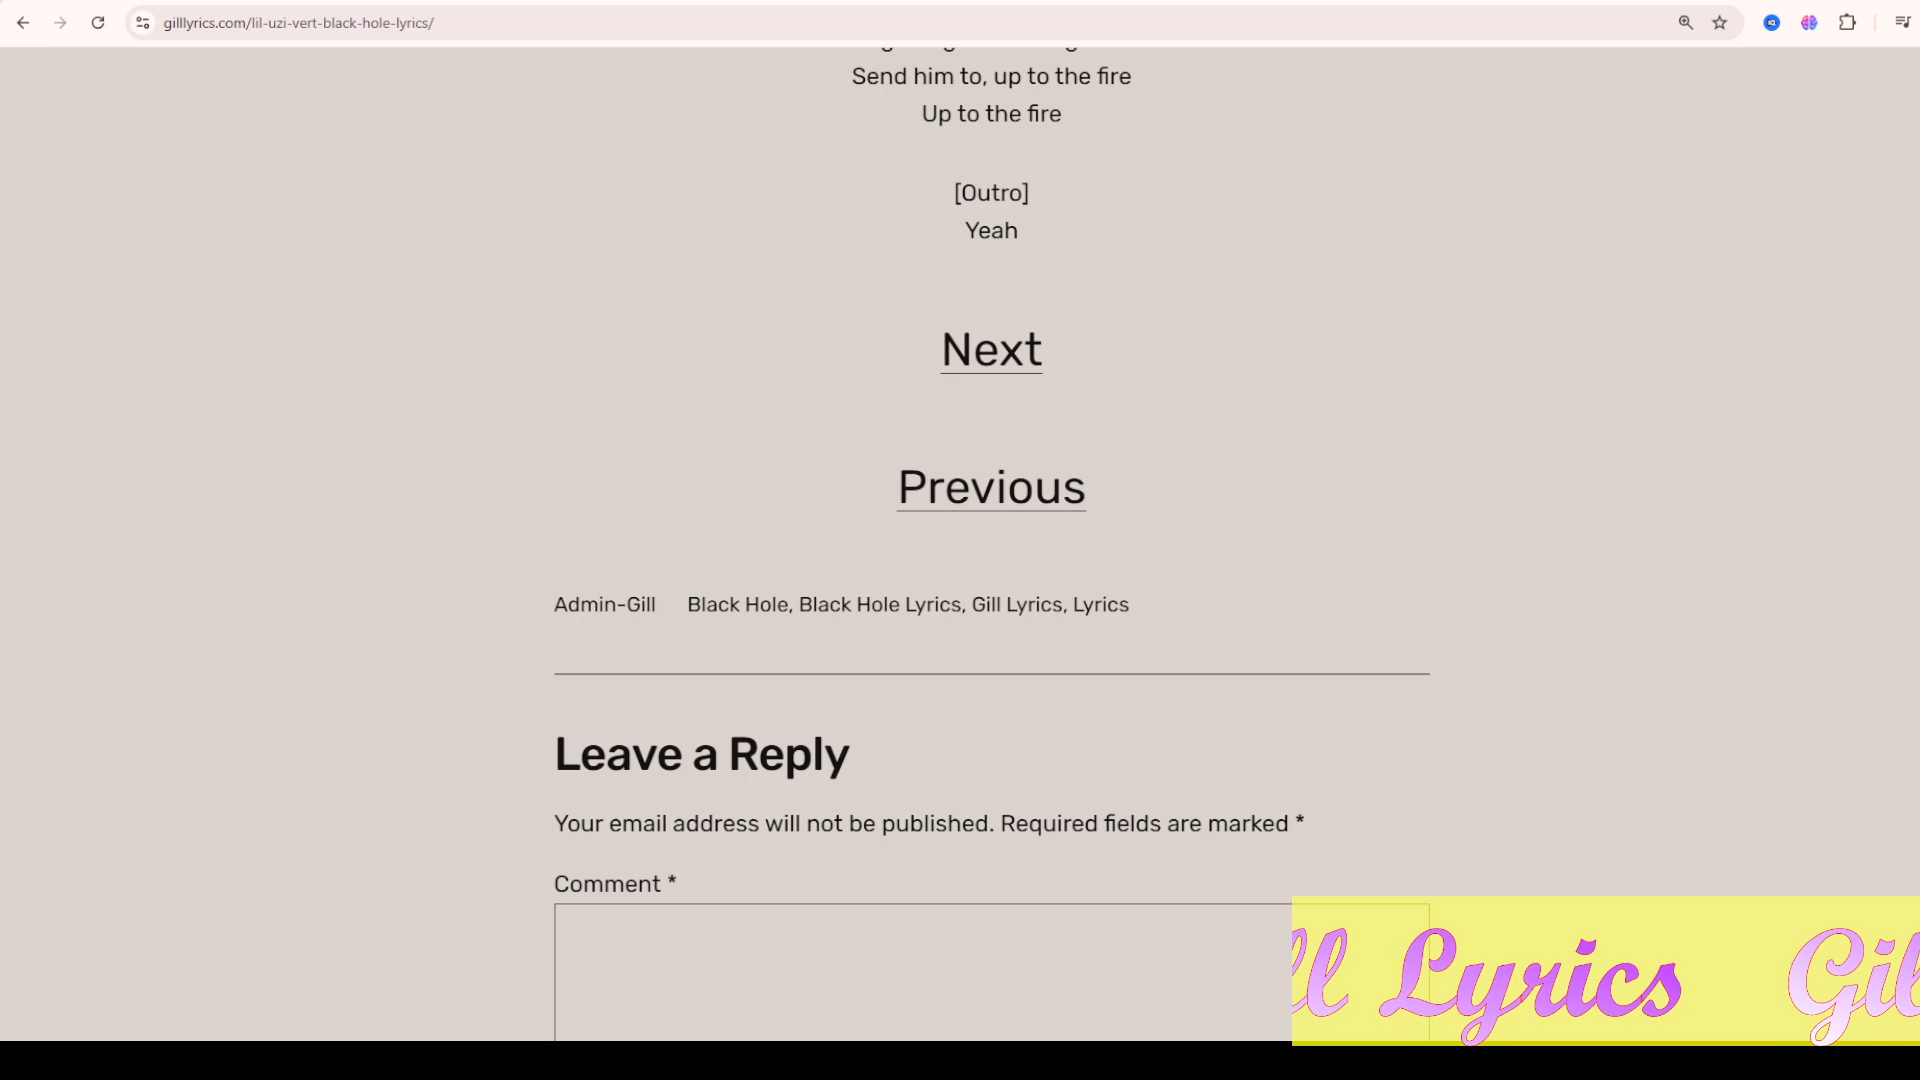 gilllyrics.com/lil-uzi-vert-black-hole-lyrics/
Send him to, up to the fire
Up to the fire
[Outro]
Yeah
Next
Previous
Admin-Gill Black Hole, Black Hole Lyrics, Gill Lyrics, Lyrics
Leave a Reply
Your email address will not be published. Required fields are marked *
Comment *
ll Lyrics Gil